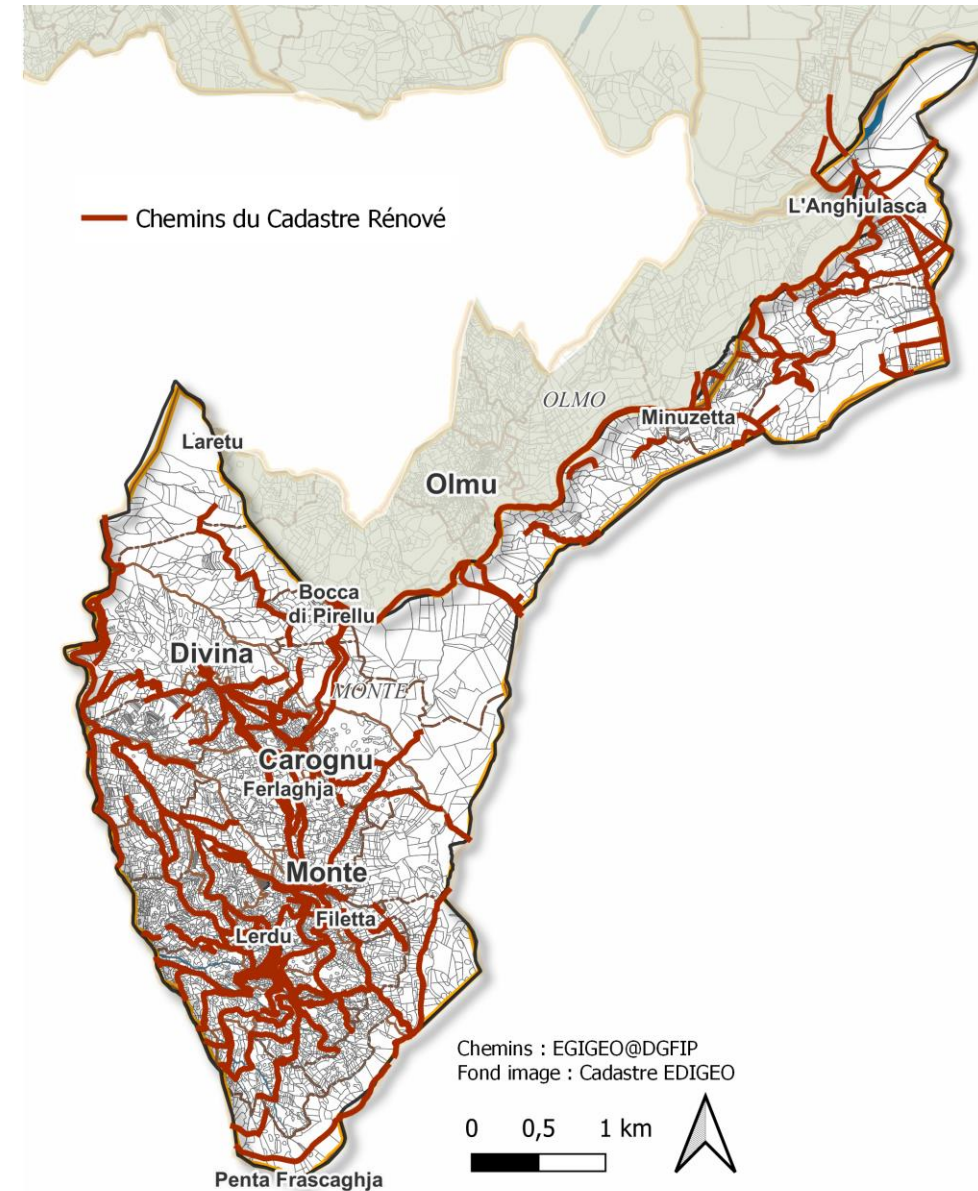 L'Anghjulasca
Chemins du Cadastre Rénové
OLMO
Minuzetta
Laretu
Olmu
Bocca
di Pirellu
Divina
MONTE
Carognu
Ferlaghja
Monte
Filetta
Lerdu
Chemins : EGIGEO@DGFIP
Fond image : Cadastre EDIGEO
0 0,5 1 km
Penta Frascaghja